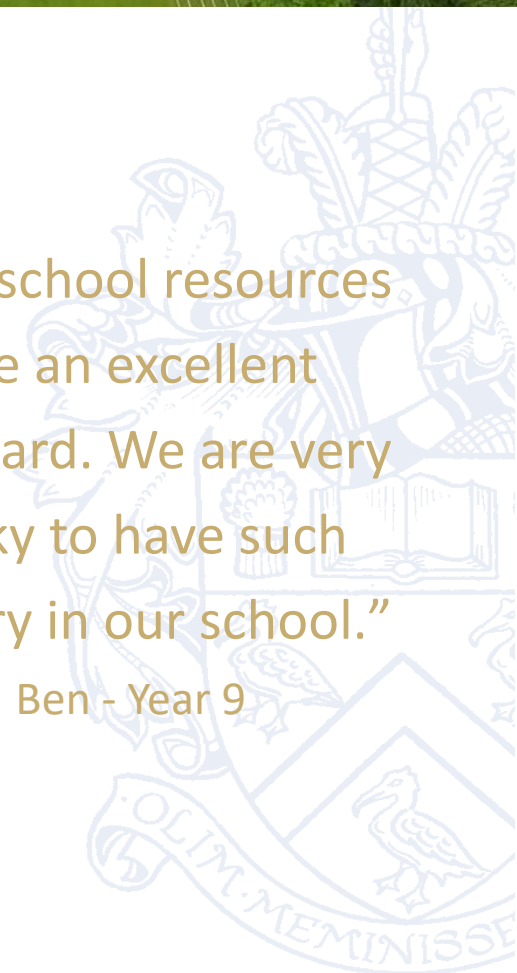 school resources
e an excellent
ard. We are very
ky to have such
ry in our school.”
Ben - Year 9
OLIM.
MEMINISSE